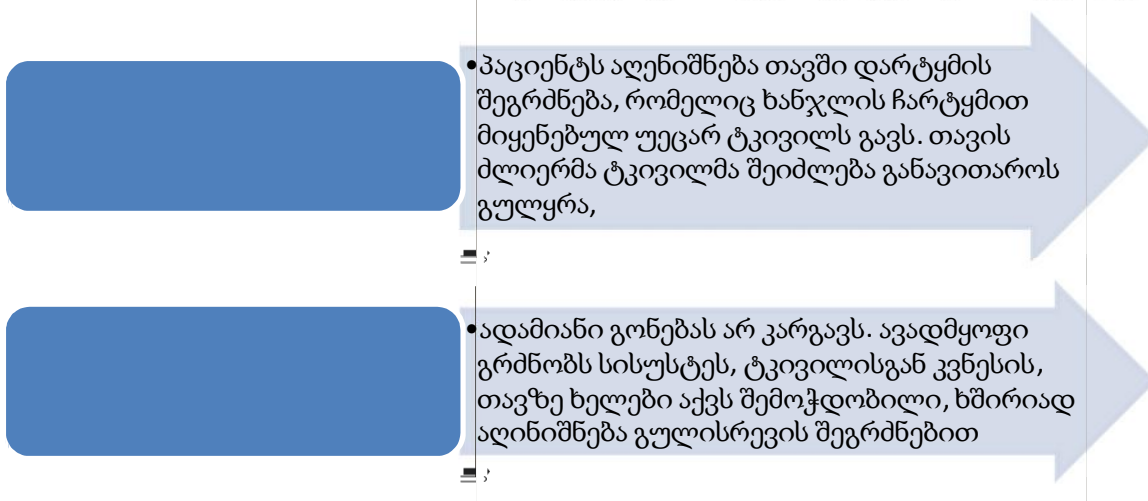 •პაციენტს აღენიშნება თავში დარტყმის
შეგრძნება, რომელიც ხანჯლის ჩარტყმით
მიყენებულ უეცარ ტკივილს გავს. თავის
ძლიერმა ტკივილმა შეიძლება განავითაროს
გულყრა,
•ადამიანი გონებას არ კარგავს. ავადმყოფი
გრძნობს სისუსტეს, ტკივილისგან კვნესის,
თავზე ხელები აქვს შემოჭდობილი, ხშირიად
აღინიშნება გულისრევის შეგრძნებით